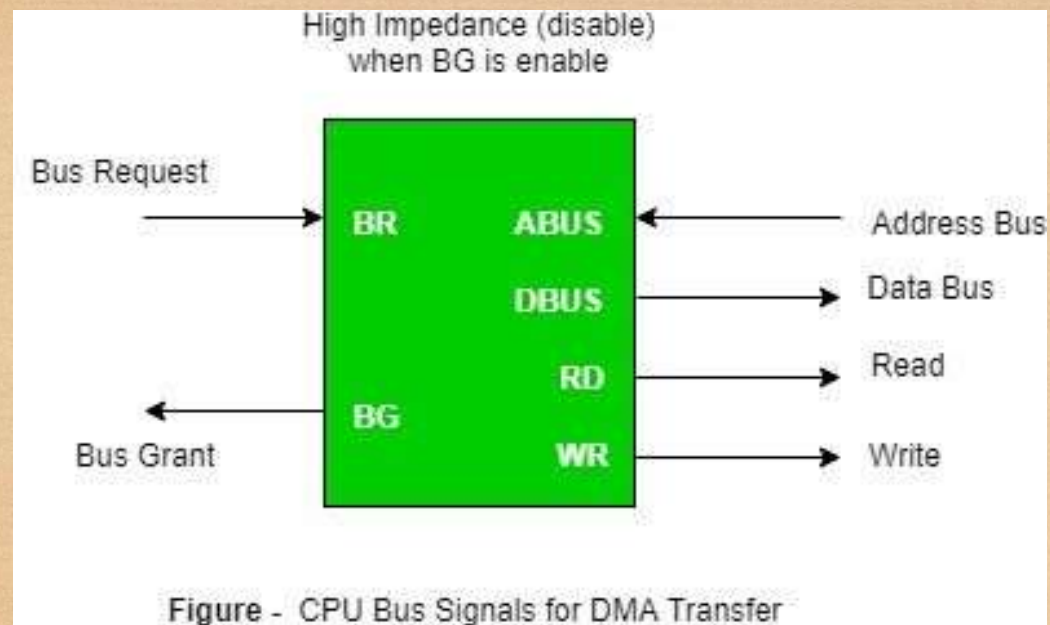 High Impedance (disable)
when BG is enable
Bus Request
BR
ABUS
Address Bus
DBUS
Data Bus
RD
Read
BG
Bus Grant
WR
Write
Figure - CPU Bus Signals for DMA Transfer